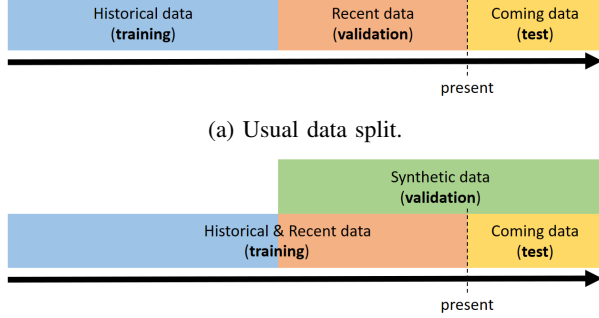 Historical data
(training)
Recent data
(validation)
Coming data
(test)
present
(a) Usual data split.
Synthetic data
(validation)
Historical & Recent data
(training)
Coming data
(test)
present